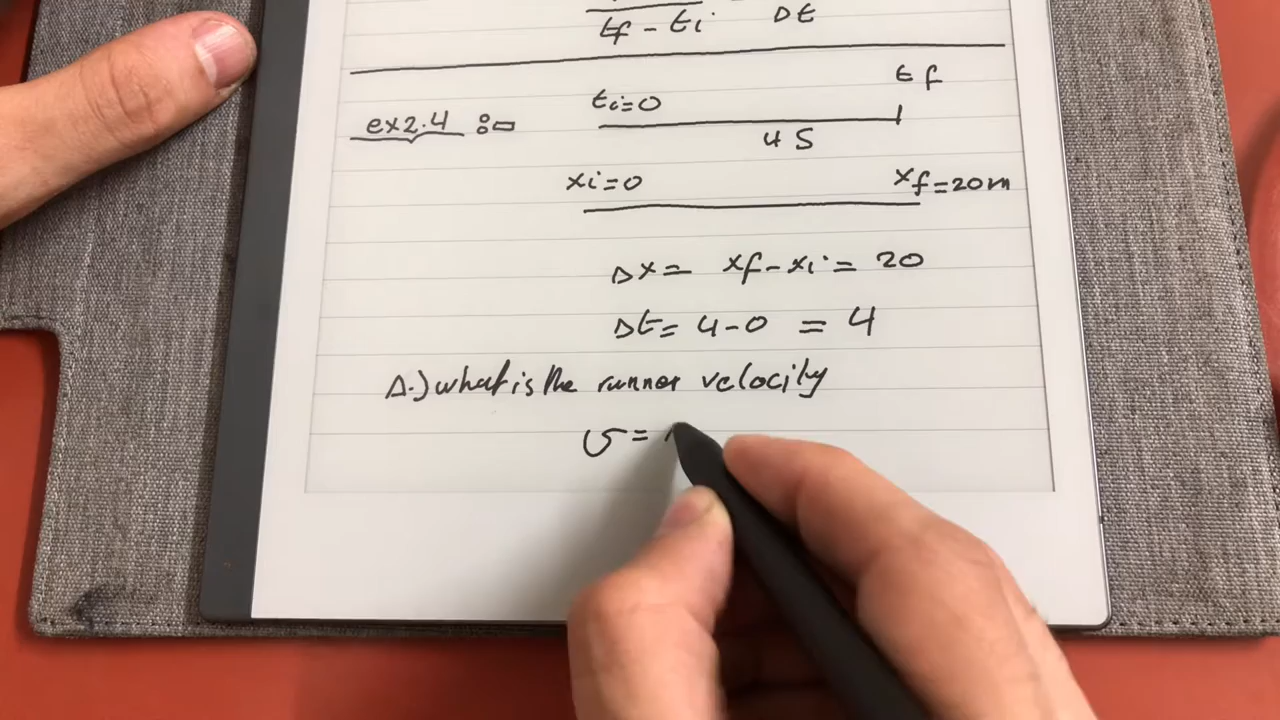 tf - ti Δt
ti=0 tf
ex2.4 :
4 S
xi=0 xf=20m
Δx= xf-xi= 20
Δt= 4-0 = 4
A.) what is the runner velocity
v=